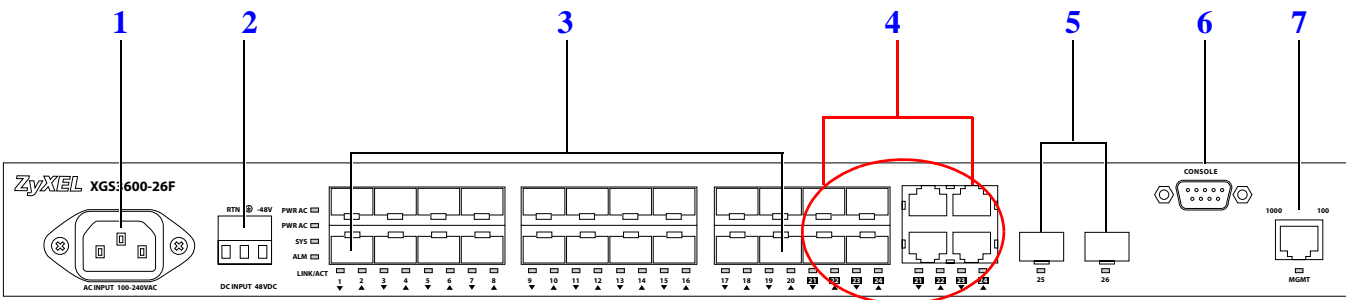 1 2 3 4 5 6 7
ZyXEL XGS3600-26F
RTN -48V
PWR AC
PWR AC
SYS
ALM
LINK/ACT
AC INPUT 100-240VAC
DC INPUT 48VDC
1 2 3 4 5 6 7 8
9 10 11 12 13 14 15 16
17 18 19 20 21 22 23 24
21 22 23 24
25 26
CONSOLE
1000 100
MGMT